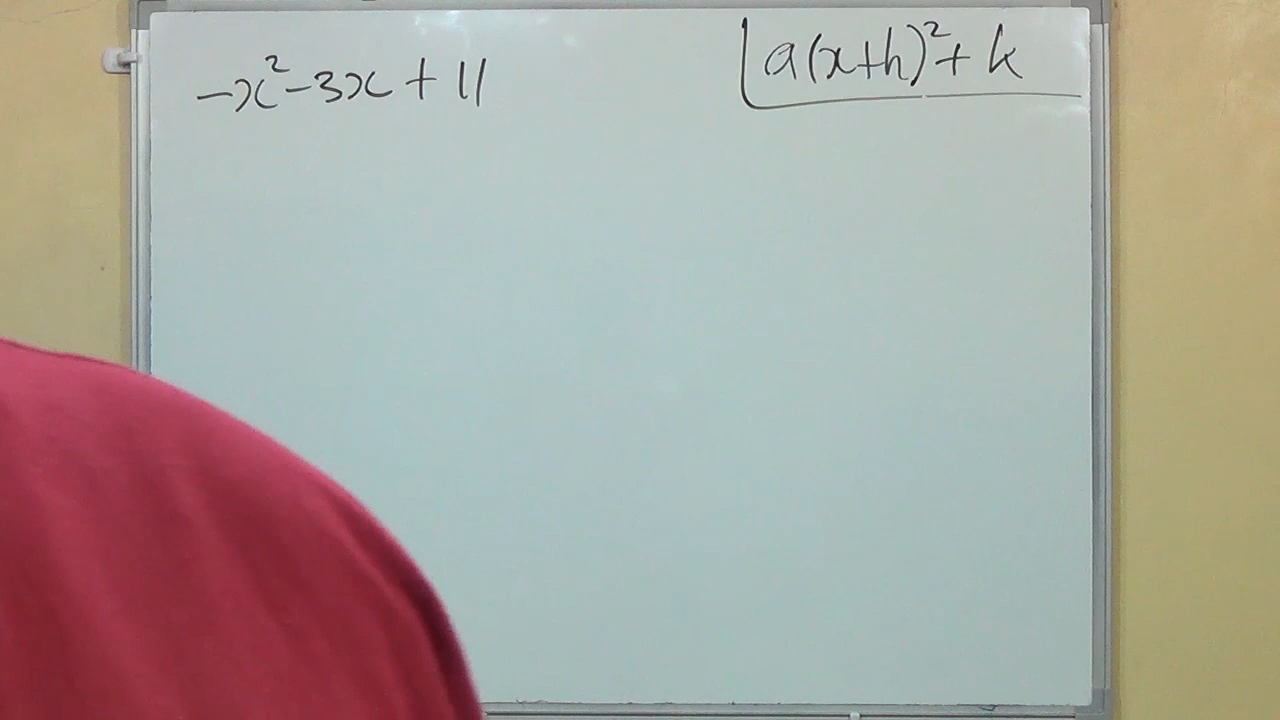 -x²-3x + 11
a(x+h)² + k